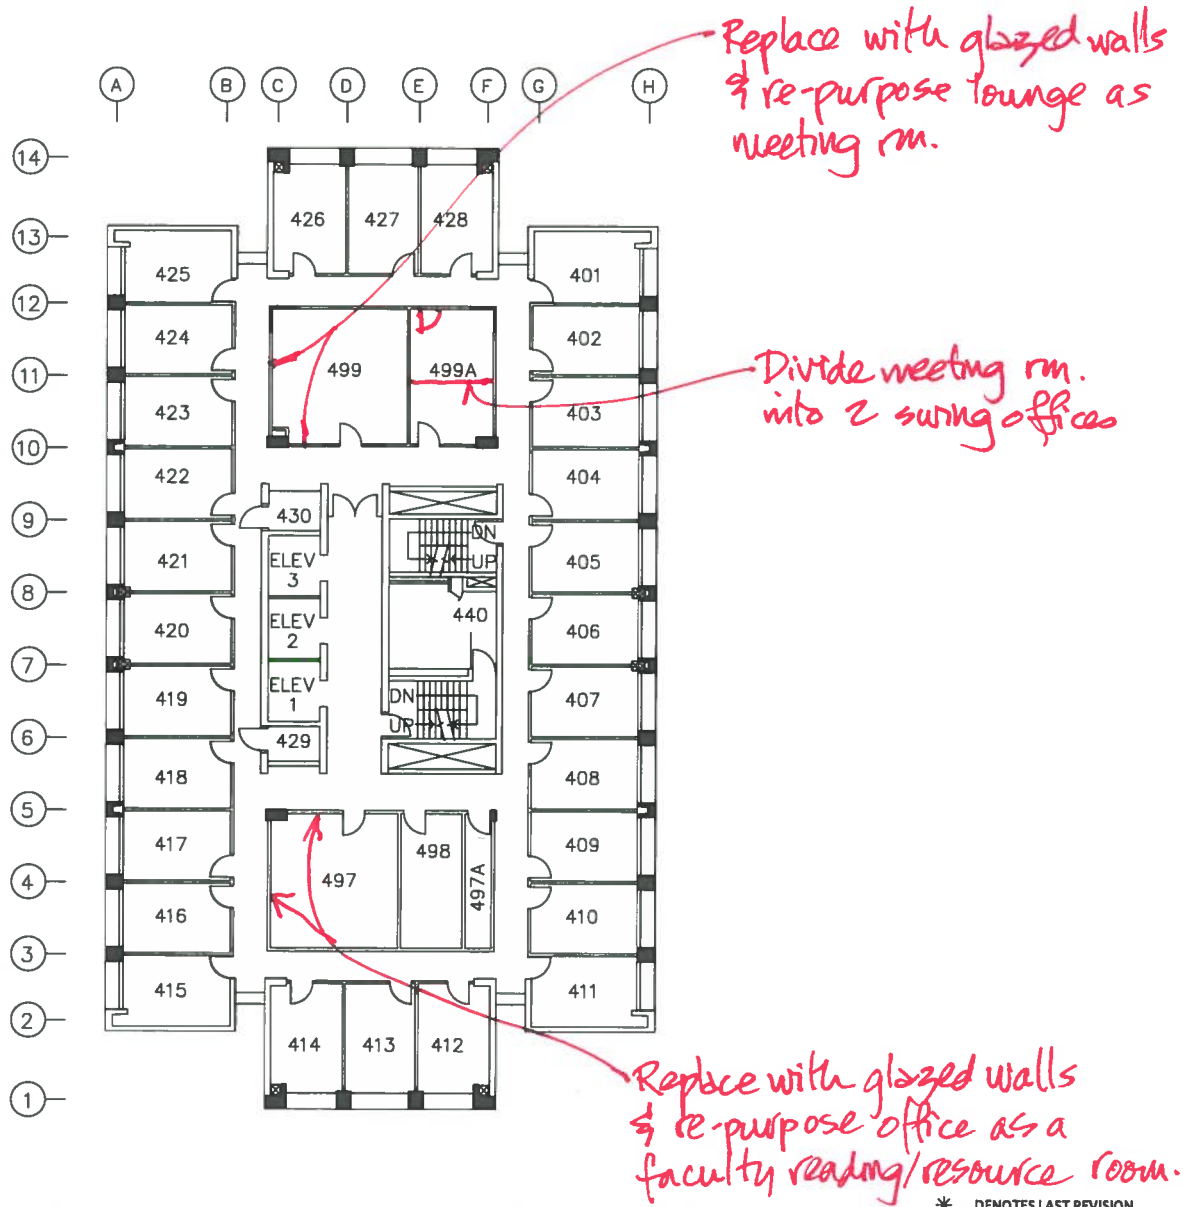 Replace with glazed walls
& re-purpose lounge as
meeting rm.
A B C D E F G H
14
13
12
11
10
9
8
7
6
5
4
3
2
1
426 427 428
425
401
424
402
499
499A
Divide meeting rm.
into 2 swing offices
423
403
422
404
430
DN
UP
421
ELEV
3
405
420
ELEV
2
440
406
419
ELEV
1
DN
UP
407
429
418
408
417
498
409
497
497A
416
410
415
411
414 413 412
Replace with glazed walls
& re-purpose office as a
faculty reading/resource room.
* DENOTES LAST REVISION